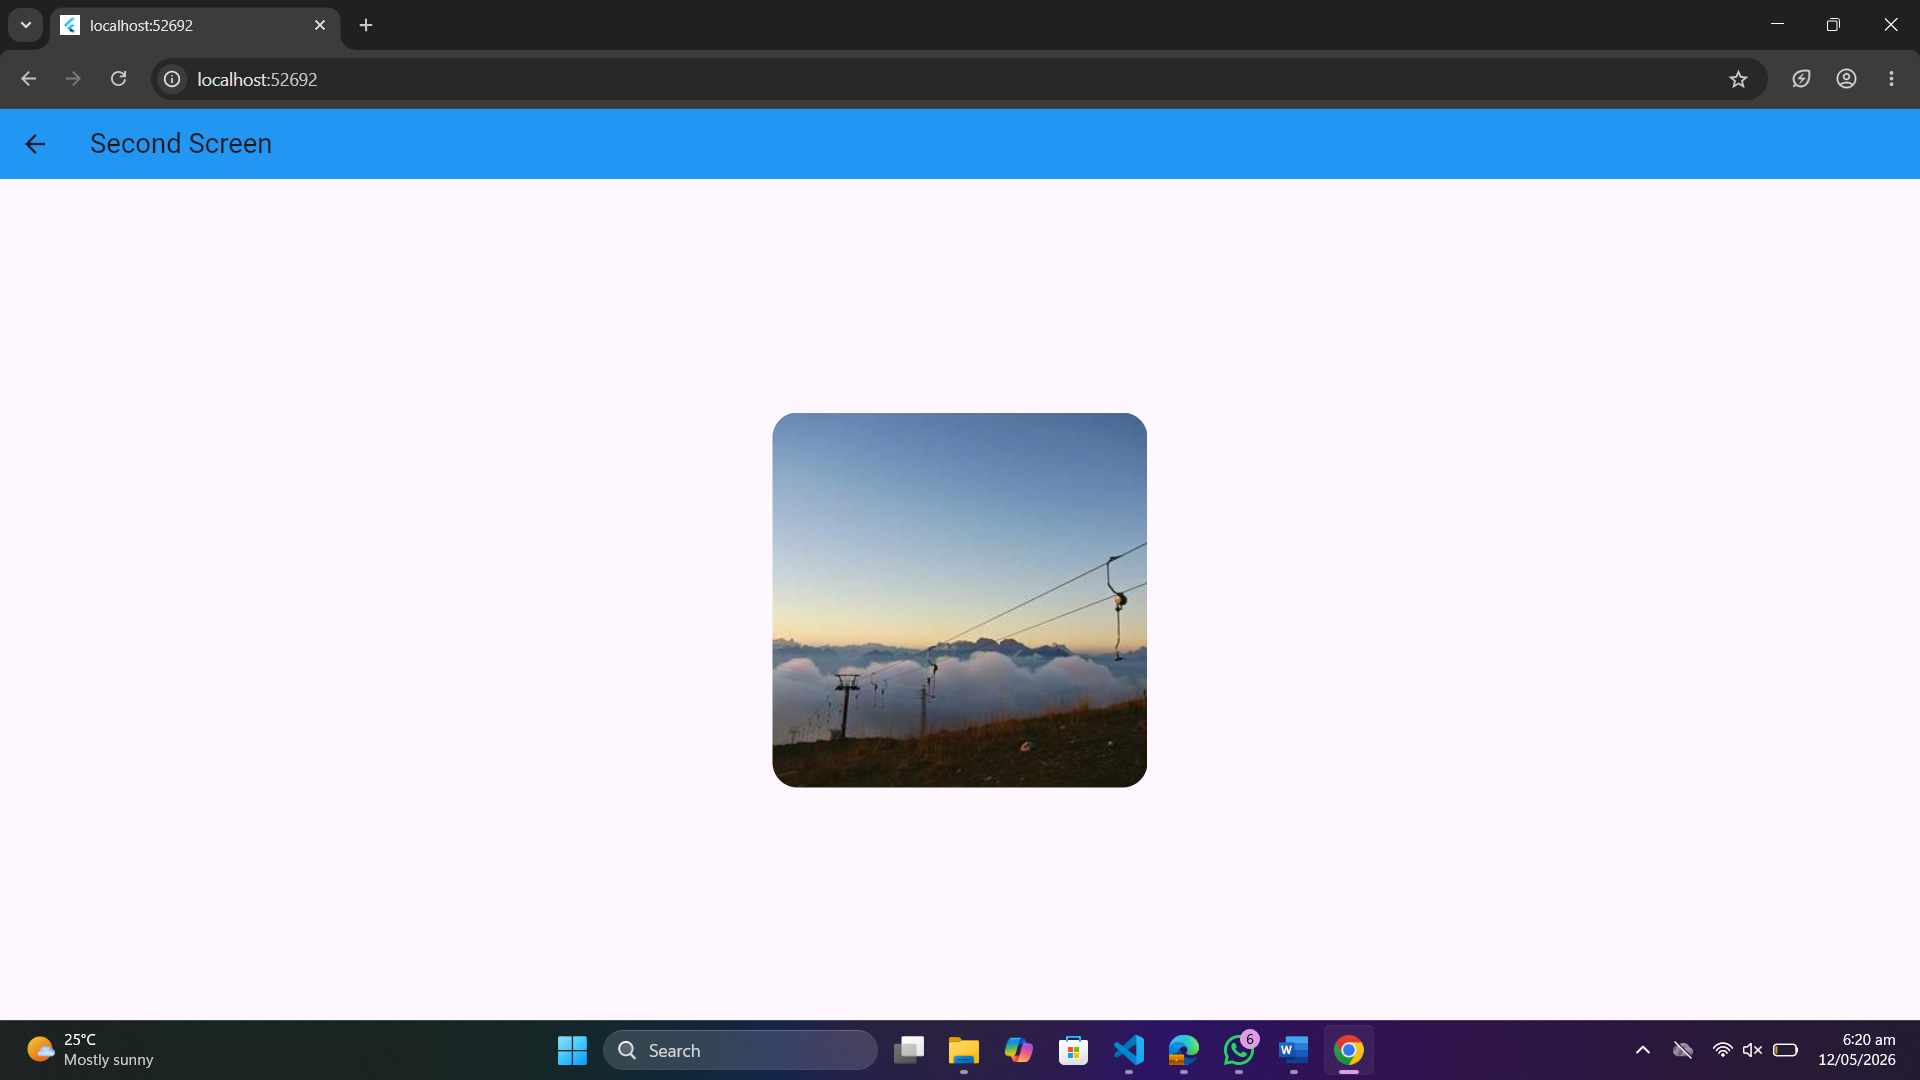 localhost:52692
localhost:52692
Second Screen
25°C
Mostly sunny
Search
6
W
6:20 am
12/05/2026